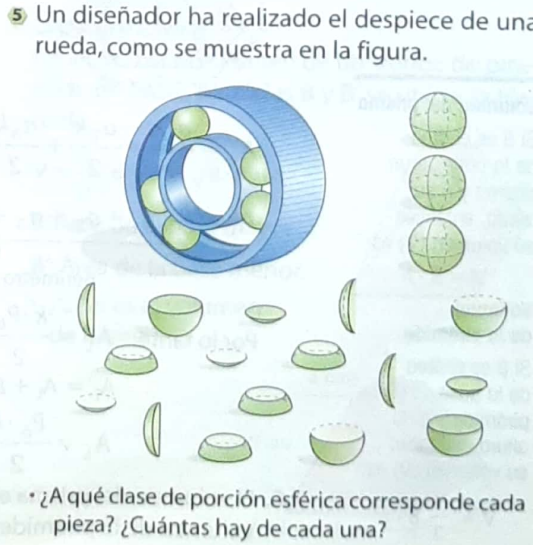 5 Un diseñador ha realizado el despiece de una
rueda, como se muestra en la figura.
• ¿A qué clase de porción esférica corresponde cada
pieza? ¿Cuántas hay de cada una?